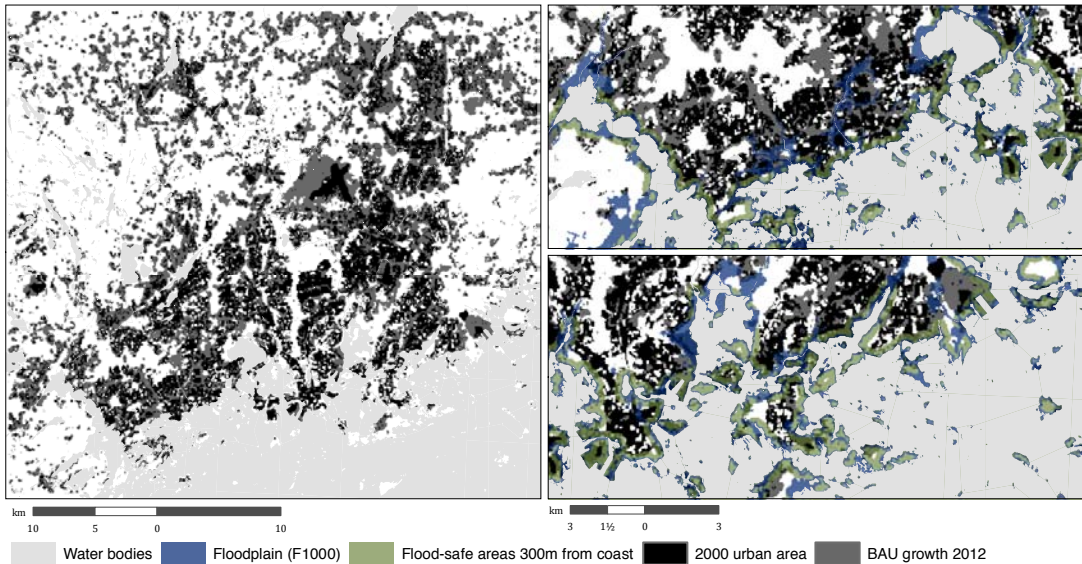 km
10 5 0 10
km
3 1½ 0 3
Water bodies Floodplain (F1000) Flood-safe areas 300m from coast 2000 urban area BAU growth 2012